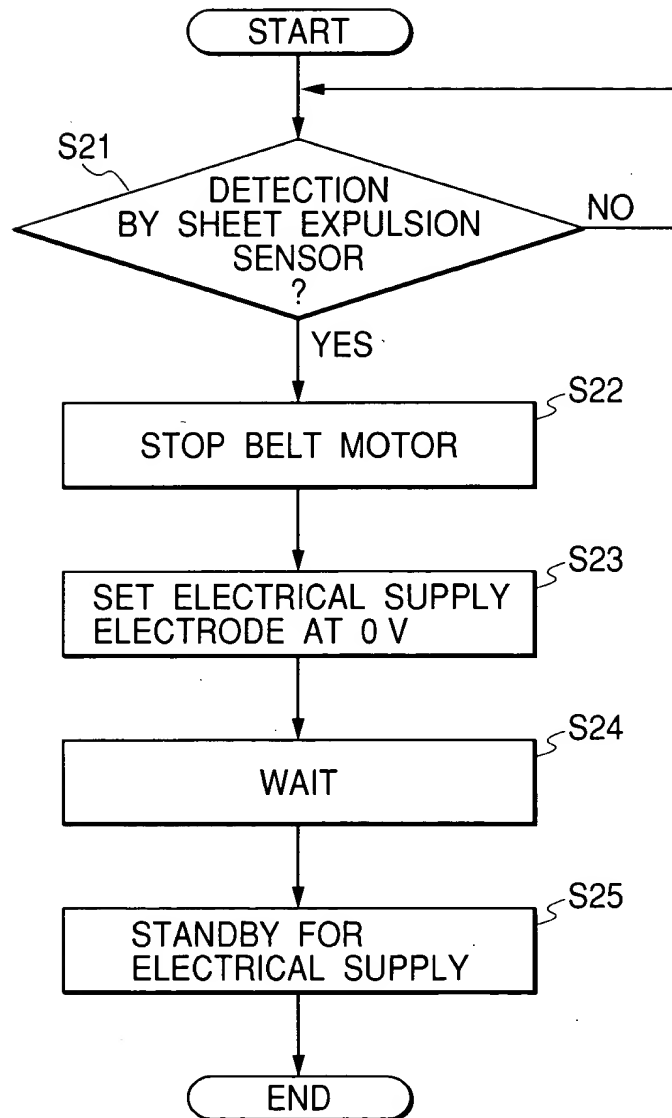 START
S21
DETECTION
BY SHEET EXPULSION
SENSOR
?
NO
YES
S22
STOP BELT MOTOR
S23
SET ELECTRICAL SUPPLY
ELECTRODE AT 0 V
S24
WAIT
S25
STANDBY FOR
ELECTRICAL SUPPLY
END